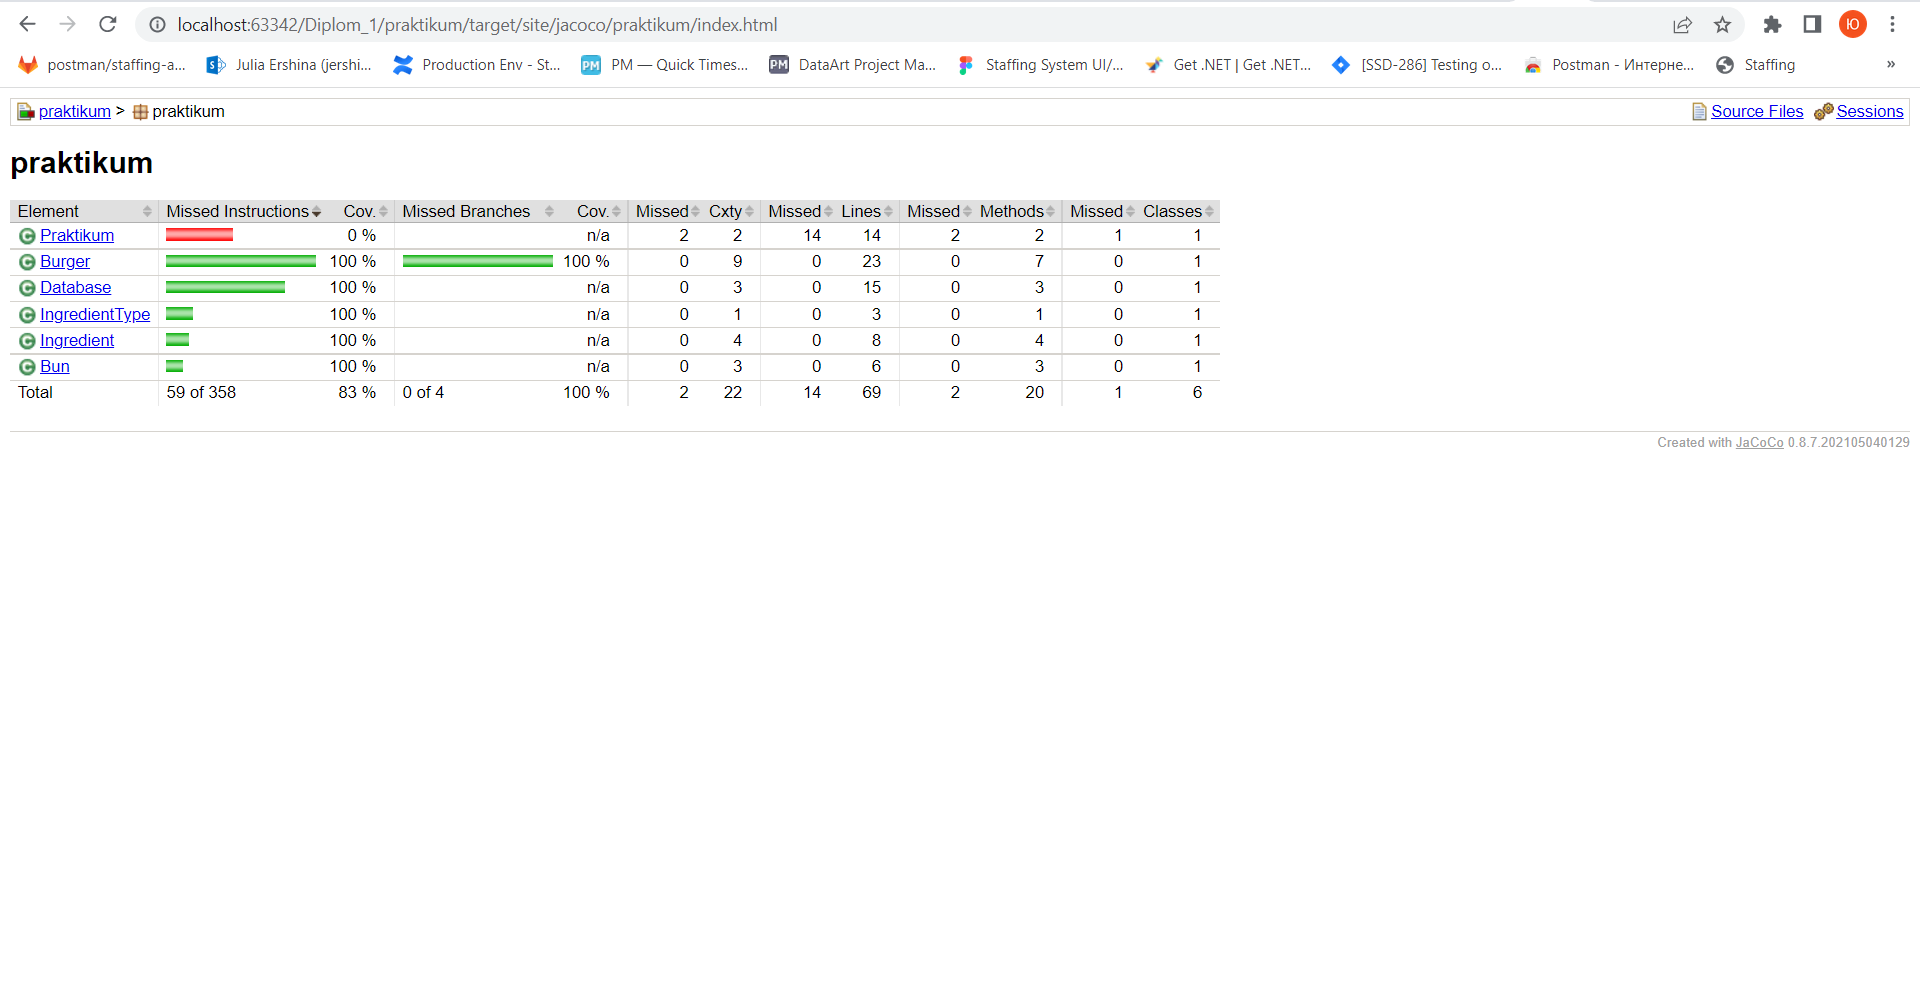 localhost:63342/Diplom_1/praktikum/target/site/jacoco/praktikum/index.html
Ю
postman/staffing-a... Julia Ershina (jershi... Production Env - St... PM PM — Quick Times... PM DataArt Project Ma... Staffing System UI/... Get .NET | Get .NET... [SSD-286] Testing o... Postman - Интерне... Staffing »
praktikum > praktikum Source Files Sessions
praktikum
Element Missed Instructions Cov. Missed Branches Cov. Missed Cxty Missed Lines Missed Methods Missed Classes
C Praktikum 0 % n/a 2 2 14 14 2 2 1 1
C Burger 100 % 100 % 0 9 0 23 0 7 0 1
C Database 100 % n/a 0 3 0 15 0 3 0 1
C IngredientType 100 % n/a 0 1 0 3 0 1 0 1
C Ingredient 100 % n/a 0 4 0 8 0 4 0 1
C Bun 100 % n/a 0 3 0 6 0 3 0 1
Total 59 of 358 83 % 0 of 4 100 % 2 22 14 69 2 20 1 6
Created with JaCoCo 0.8.7.202105040129